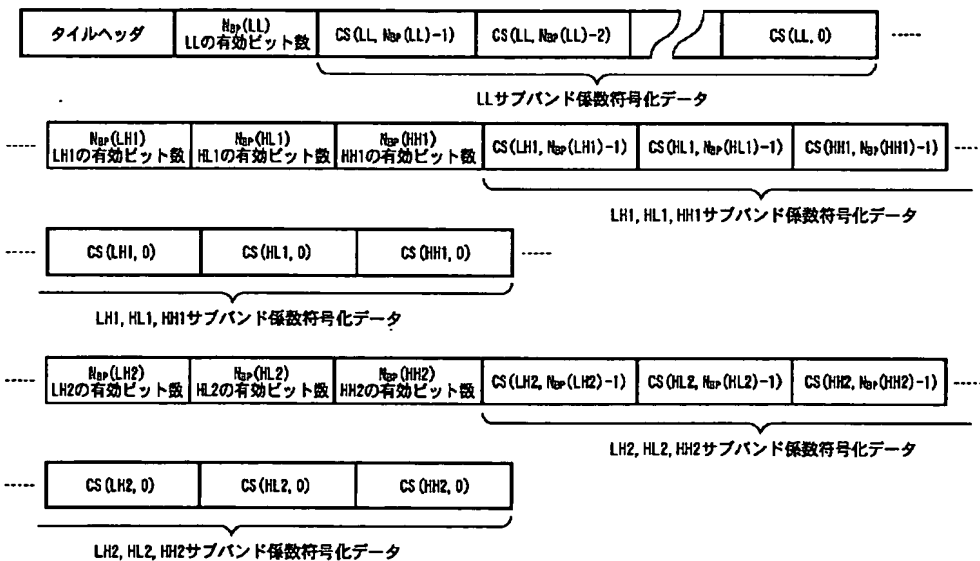 タイルヘッダ
NBP(LL)
LLの有効ビット数
CS(LL, NBP(LL)-1)
CS(LL, NBP(LL)-2)
CS(LL, 0)
LLサブバンド係数符号化データ
NBP(LH1)
LH1の有効ビット数
NBP(HL1)
HL1の有効ビット数
NBP(HH1)
HH1の有効ビット数
CS(LH1, NBP(LH1)-1)
CS(HL1, NBP(HL1)-1)
CS(HH1, NBP(HH1)-1)
LH1, HL1, HH1サブバンド係数符号化データ
CS(LH1, 0)
CS(HL1, 0)
CS(HH1, 0)
LH1, HL1, HH1サブバンド係数符号化データ
NBP(LH2)
LH2の有効ビット数
NBP(HL2)
HL2の有効ビット数
NBP(HH2)
HH2の有効ビット数
CS(LH2, NBP(LH2)-1)
CS(HL2, NBP(HL2)-1)
CS(HH2, NBP(HH2)-1)
LH2, HL2, HH2サブバンド係数符号化データ
CS(LH2, 0)
CS(HL2, 0)
CS(HH2, 0)
LH2, HL2, HH2サブバンド係数符号化データ